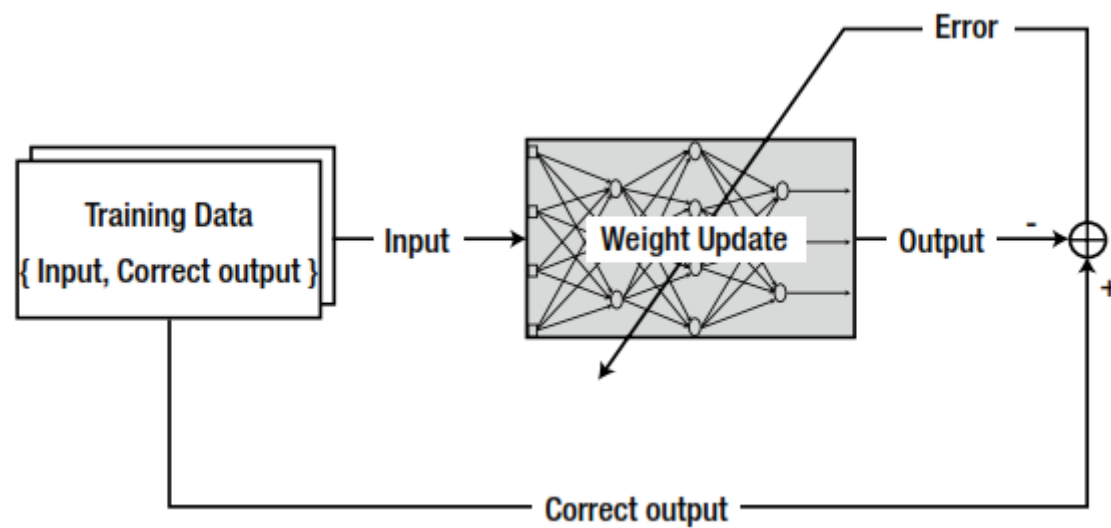 Error
Training Data
{ Input, Correct output }
Input
Weight Update
Output
-
+
Correct output